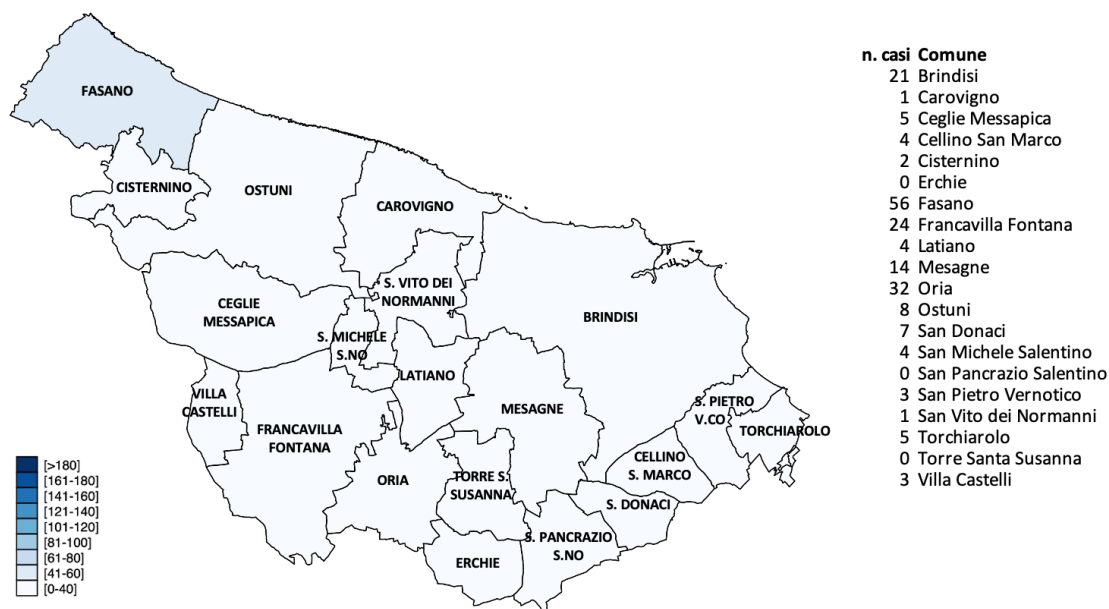 FASANO
CISTERNINO
OSTUNI
CAROVIGNO
S. VITO DEI
NORMANNI
CEGLIE
MESSAPICA
S. MICHELE
S.NO
BRINDISI
LATIANO
VILLA
CASTELLI
FRANCAVILLA
FONTANA
MESAGNE
S. PIETRO
V.CO
TORCHIAROLO
CELLINO
S. MARCO
ORIA
TORRE S.
SUSANNA
S. DONACI
S. PANCRAZIO
S.NO
ERCHIE
[>180]
[161-180]
[141-160]
[121-140]
[101-120]
[81-100]
[61-80]
[41-60]
[0-40]
n. casi Comune
21 Brindisi
1 Carovigno
5 Ceglie Messapica
4 Cellino San Marco
2 Cisternino
0 Erchie
56 Fasano
24 Francavilla Fontana
4 Latiano
14 Mesagne
32 Oria
8 Ostuni
7 San Donaci
4 San Michele Salentino
0 San Pancrazio Salentino
3 San Pietro Vernotico
1 San Vito dei Normanni
5 Torchiarolo
0 Torre Santa Susanna
3 Villa Castelli